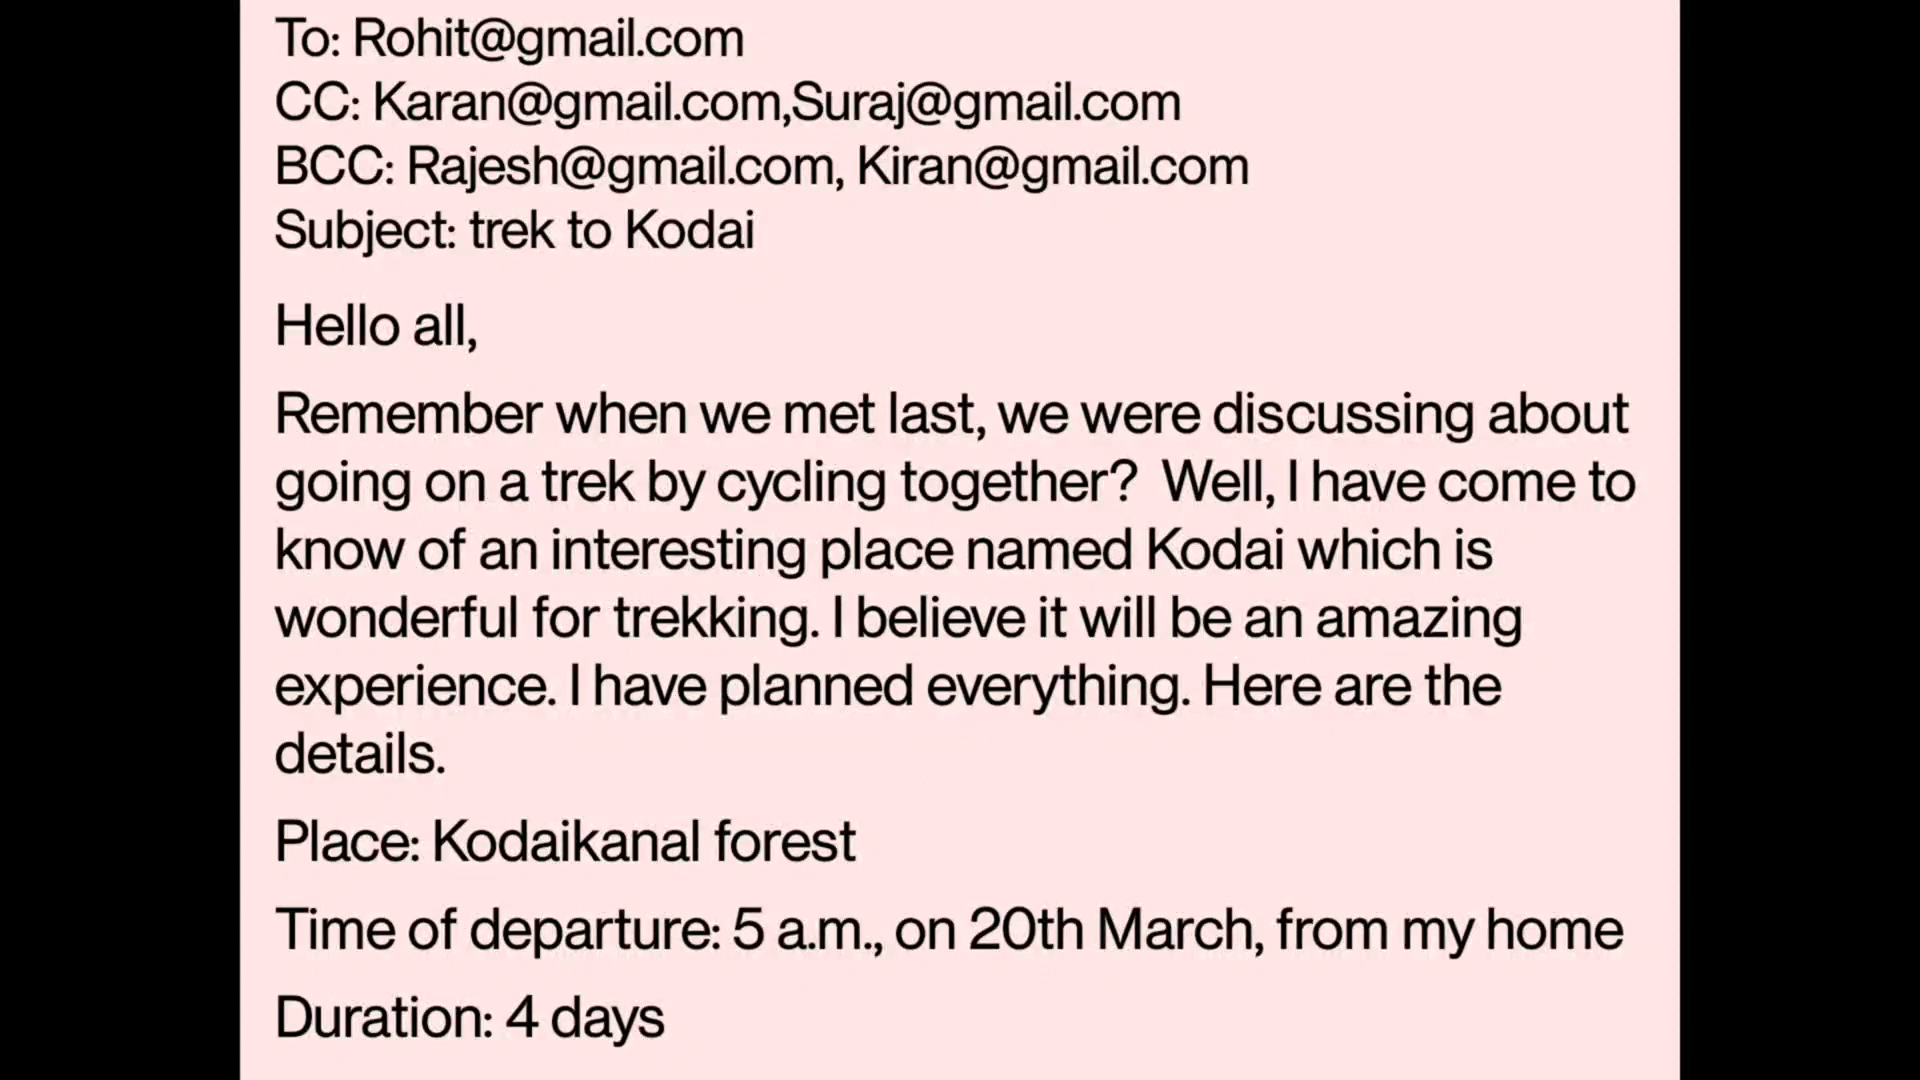 To: Rohit@gmail.com
CC: Karan@gmail.com,Suraj@gmail.com
BCC: Rajesh@gmail.com, Kiran@gmail.com
Subject: trek to Kodai
Hello all,
Remember when we met last, we were discussing about
going on a trek by cycling together?  Well, I have come to
know of an interesting place named Kodai which is
wonderful for trekking. I believe it will be an amazing
experience. I have planned everything. Here are the
details.
Place: Kodaikanal forest
Time of departure: 5 a.m., on 20th March, from my home
Duration: 4 days